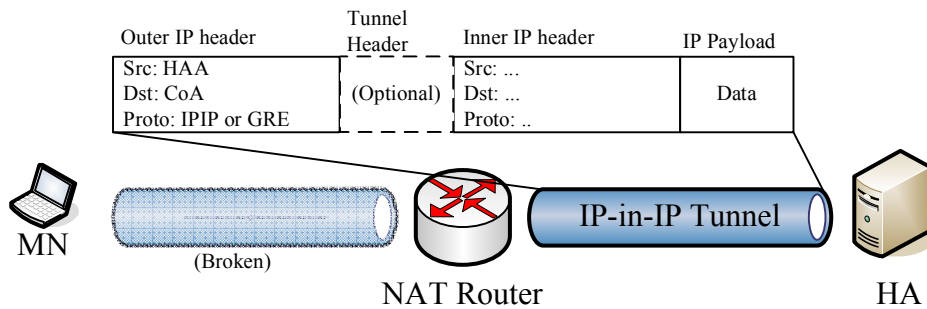 Outer IP header
Tunnel
Header
Inner IP header
IP Payload
Src: HAA
Dst: CoA
Proto: IPIP or GRE
(Optional)
Src: ...
Dst: ...
Proto: ..
Data
MN
(Broken)
NAT Router
IP-in-IP Tunnel
HA